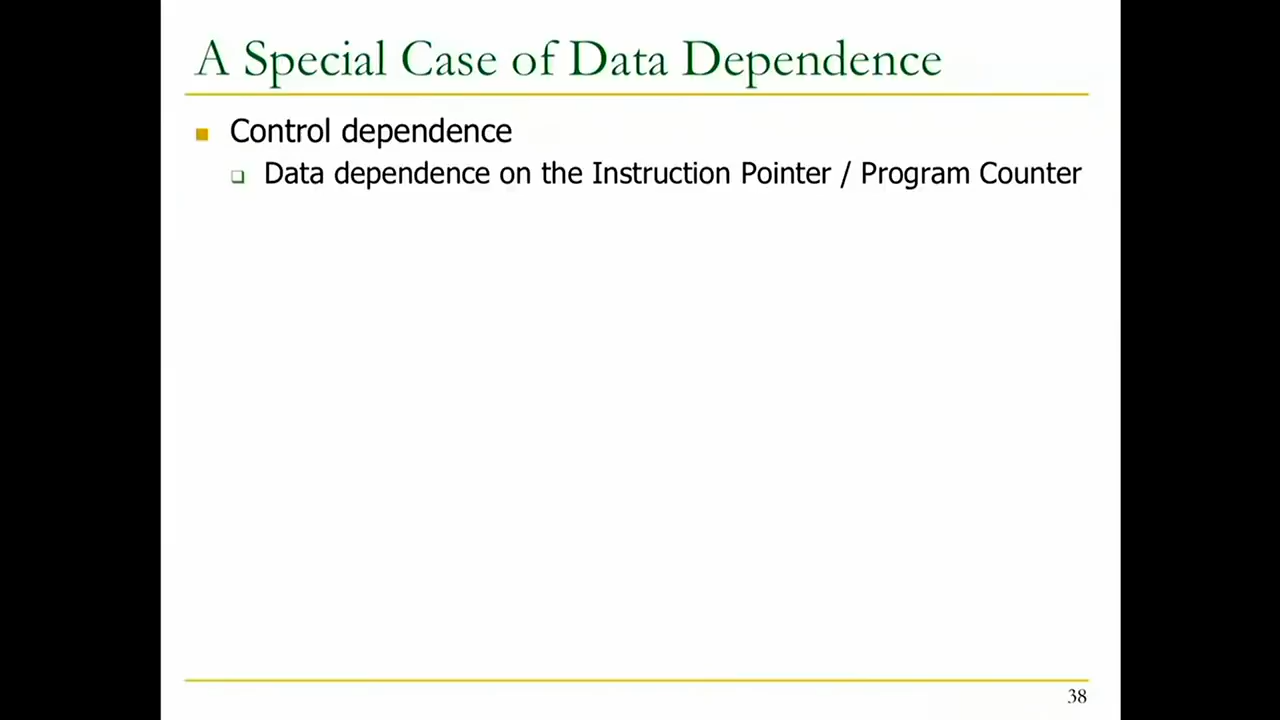 A Special Case of Data Dependence
Control dependence
Data dependence on the Instruction Pointer / Program Counter
38